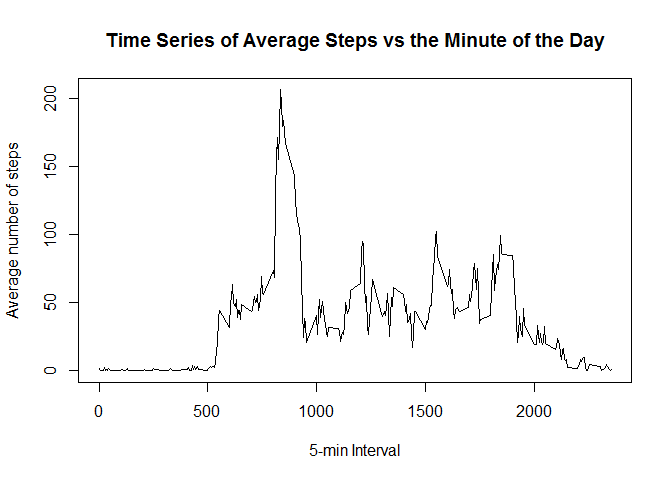 Time Series of Average Steps vs the Minute of the Day
Average number of steps
200
150
100
50
0
0 500 1000 1500 2000
5-min Interval